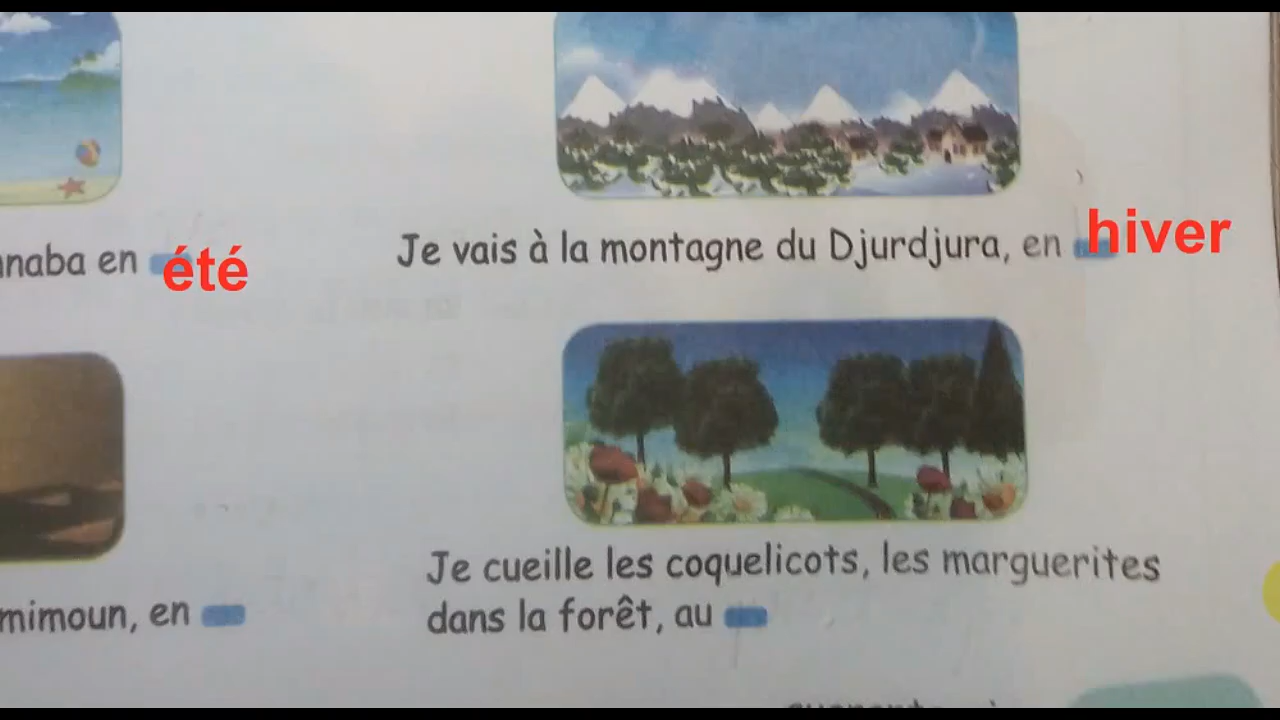 nnaba en été
Je vais à la montagne du Djurdjura, en hiver
mimoun, en
Je cueille les coquelicots, les marguerites
dans la forêt, au